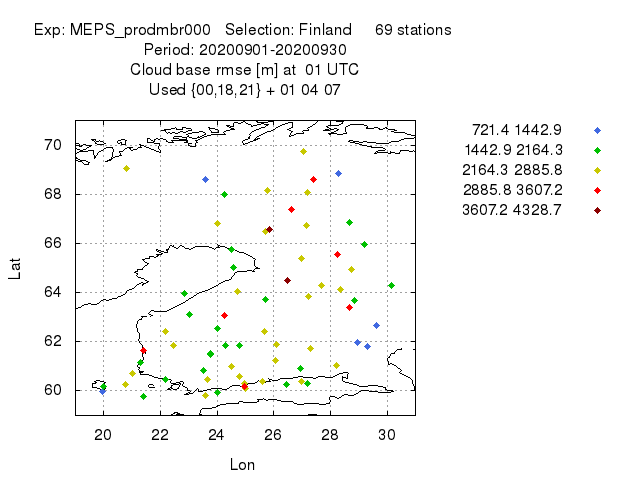 Exp: MEPS_prodmbr000 Selection: Finland 69 stations
Period: 20200901-20200930
Cloud base rmse [m] at 01 UTC
Used {00,18,21} + 01 04 07
70
68
66
64
62
60
Lat
20 22 24 26 28 30
Lon
721.4 1442.9
1442.9 2164.3
2164.3 2885.8
2885.8 3607.2
3607.2 4328.7